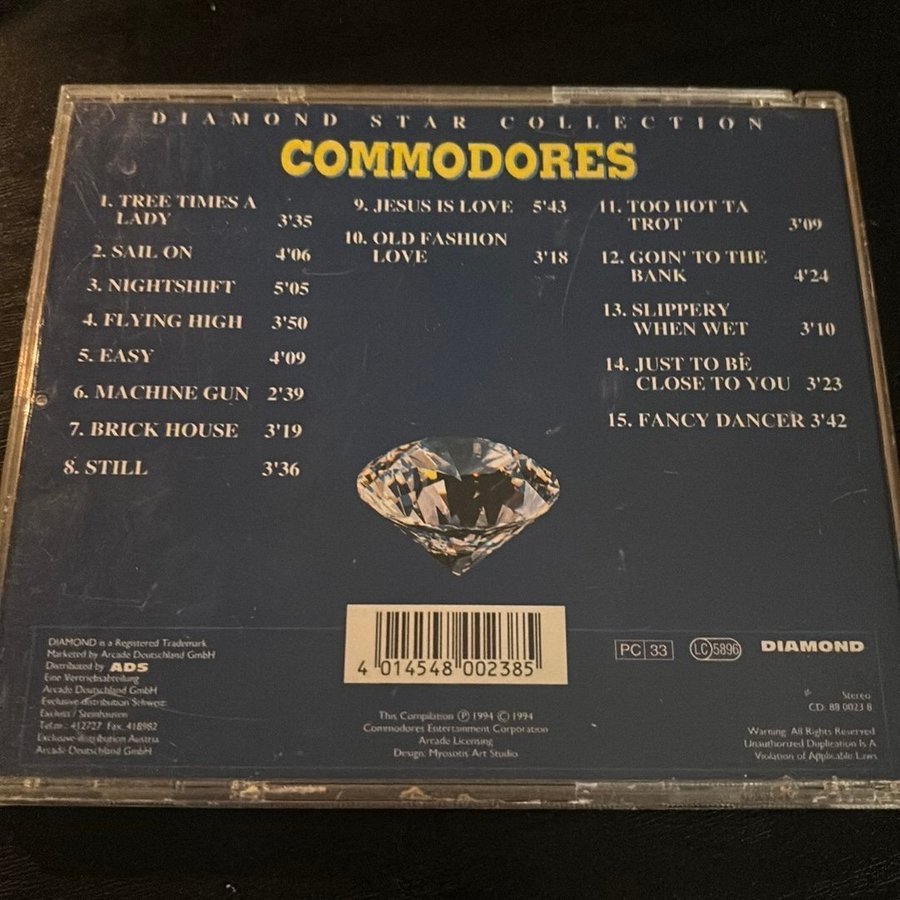 DIAMOND STAR COLLECTION
COMMODORES
1. TREE TIMES A
LADY 3'35
2. SAIL ON 4'06
3. NIGHTSHIFT 5'05
4. FLYING HIGH 3'50
5. EASY 4'09
6. MACHINE GUN 2'39
7. BRICK HOUSE 3'19
8. STILL 3'36
9. JESUS IS LOVE 5'43
10. OLD FASHION
LOVE 3'18
11. TOO HOT TA
TROT 3'09
12. GOIN' TO THE
BANK 4'24
13. SLIPPERY
WHEN WET 3'10
14. JUST TO BE
CLOSE TO YOU 3'23
15. FANCY DANCER 3'42
DIAMOND is a Registered Trademark
Marketed by Arcade Deutschland GmbH
Distributed by ADS
Eine Vertriebsabteilung
Arcade Deutschland GmbH
Exclusive distribution Schweiz:
/ Steinhausen
412727 Fax. 418982
Exclusive distribution Austria
Arcade Deutschland GmbH
4 014548 002385
This Compilation ℗ 1994 © 1994
Commodores Entertainment Corporation
Arcade Licensing
Design: Myosotis Art Studio
PC 33
LC 5896
DIAMOND
Stereo
CD: 88 0023 8
Warning: All Rights Reserved
Unauthorized Duplication Is A
Violation of Applicable Laws